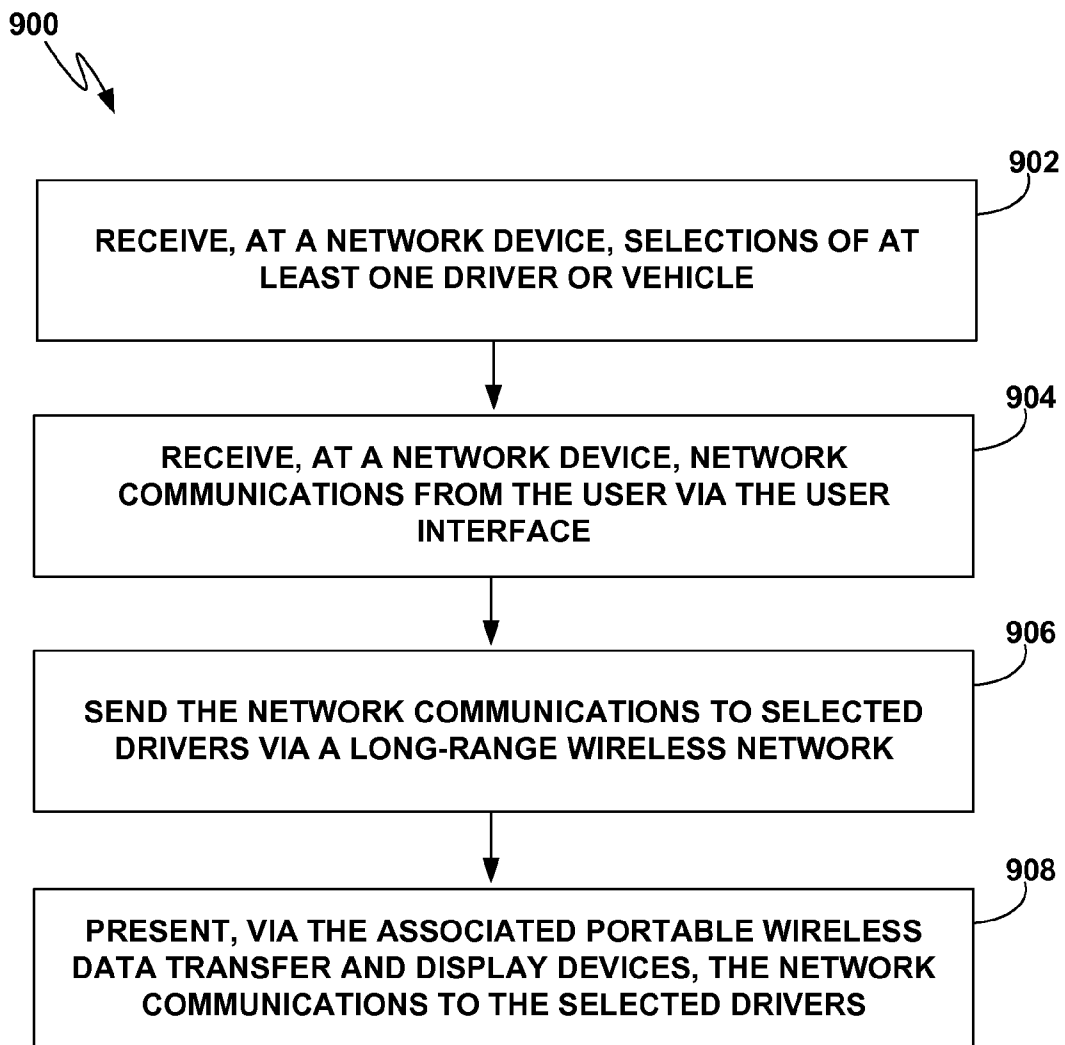 900
902
RECEIVE, AT A NETWORK DEVICE, SELECTIONS OF AT
LEAST ONE DRIVER OR VEHICLE
904
RECEIVE, AT A NETWORK DEVICE, NETWORK
COMMUNICATIONS FROM THE USER VIA THE USER
INTERFACE
906
SEND THE NETWORK COMMUNICATIONS TO SELECTED
DRIVERS VIA A LONG-RANGE WIRELESS NETWORK
908
PRESENT, VIA THE ASSOCIATED PORTABLE WIRELESS
DATA TRANSFER AND DISPLAY DEVICES, THE NETWORK
COMMUNICATIONS TO THE SELECTED DRIVERS